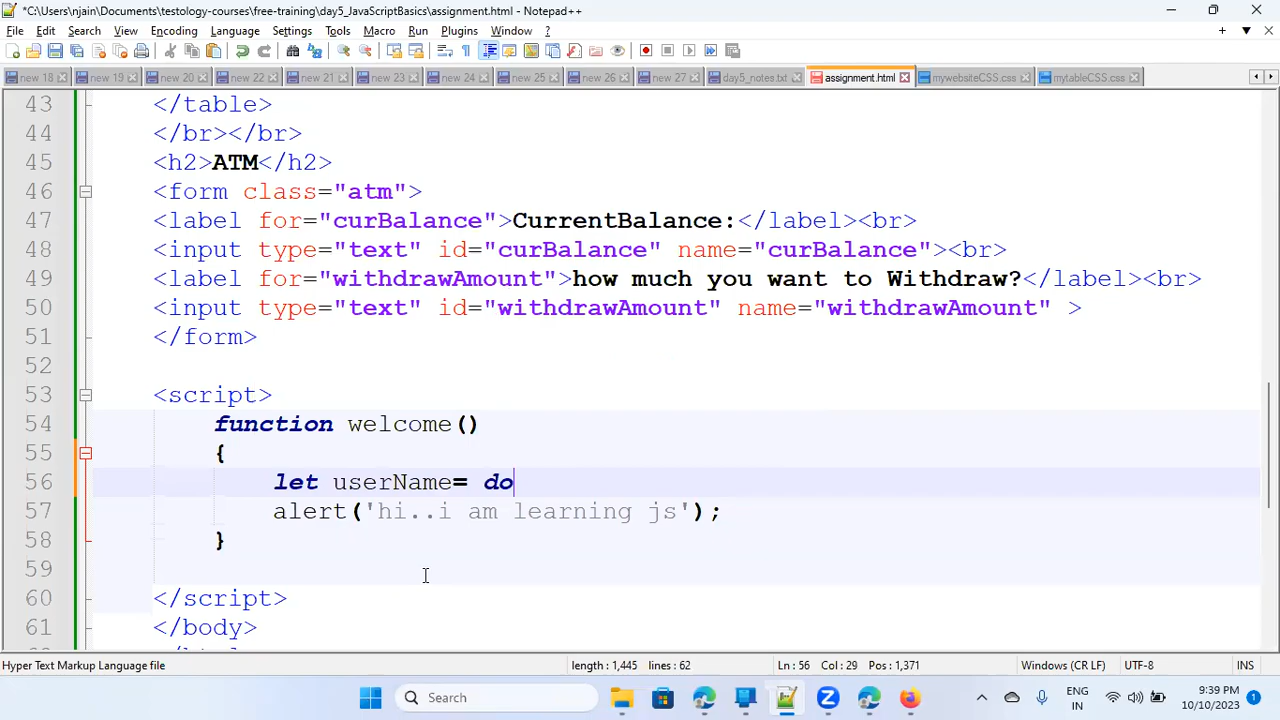 *C:\Users\njain\Documents\testology-courses\free-training\day5_JavaScriptBasics\assignment.html - Notepad++
File Edit Search View Encoding Language Settings Tools Macro Run Plugins Window ?
new 18 new 19 new 20 new 22 new 21 new 23 new 24 new 25 new 26 new 27 day5_notes.txt assignment.html mywebsiteCSS.css mytableCSS.css
43 </table>
44 </br></br>
45 <h2>ATM</h2>
46 <form class="atm">
47 <label for="curBalance">CurrentBalance:</label><br>
48 <input type="text" id="curBalance" name="curBalance"><br>
49 <label for="withdrawAmount">how much you want to Withdraw?</label><br>
50 <input type="text" id="withdrawAmount" name="withdrawAmount" >
51 </form>
52
53 <script>
54 function welcome()
55 {
56 let userName= do
57 alert('hi..i am learning js');
58 }
59
60 </script>
61 </body>
Hyper Text Markup Language file length : 1,445 lines : 62 Ln : 56 Col : 29 Pos : 1,371 Windows (CR LF) UTF-8 INS
Search
ENG
IN
9:39 PM
10/10/2023
1